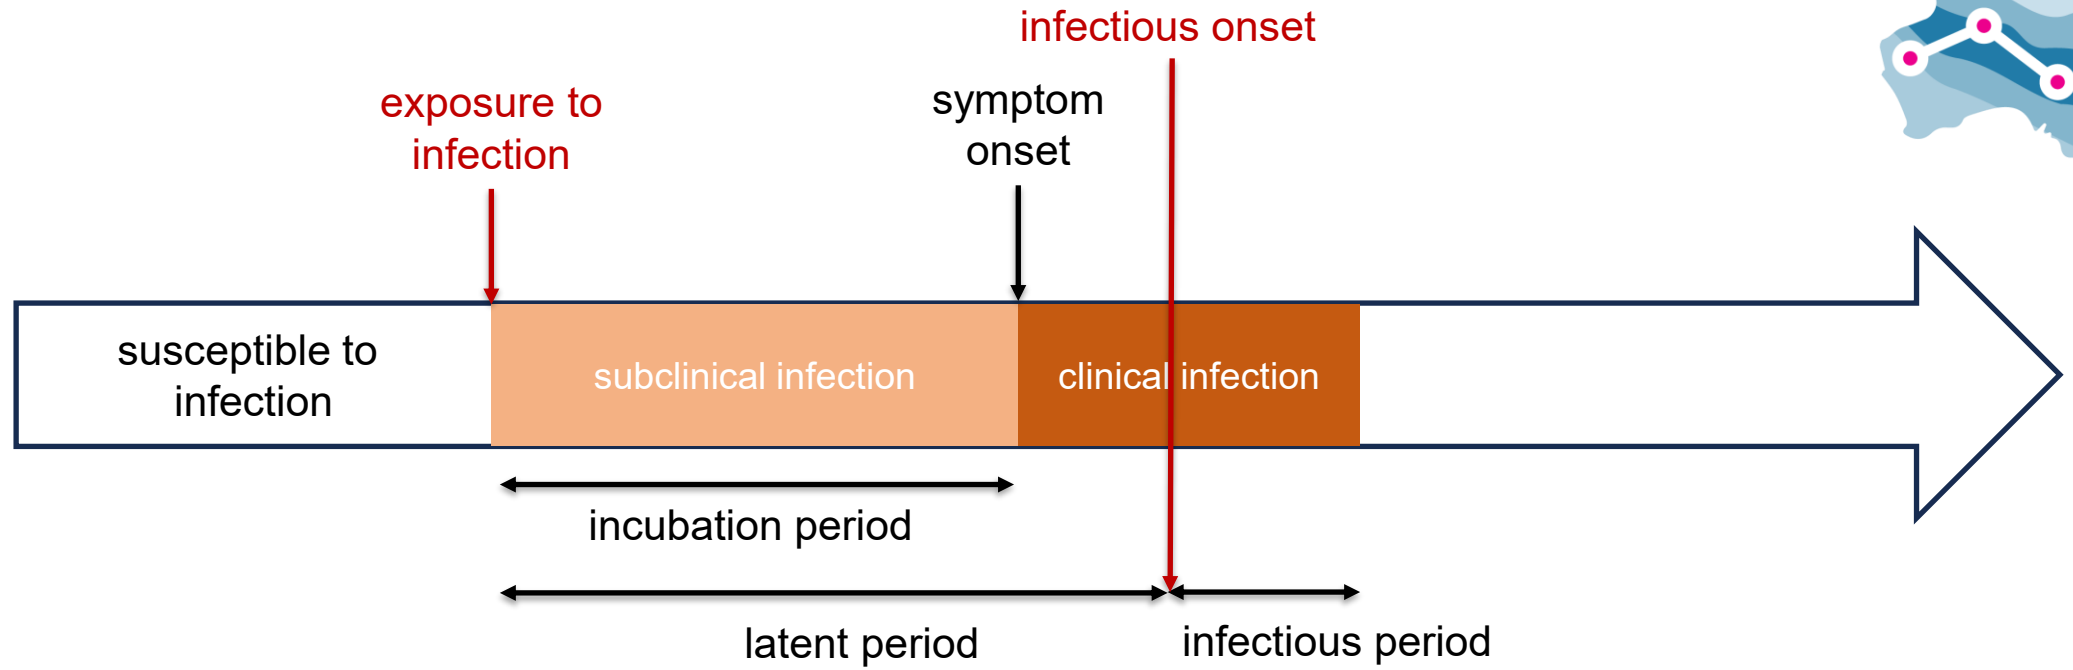 infectious onset
exposure to
infection
symptom
onset
susceptible to
infection
subclinical infection
clinical infection
incubation period
latent period
infectious period